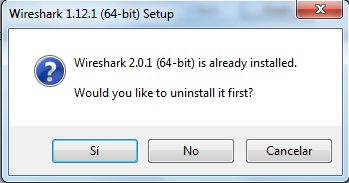 Wireshark 1.12.1 (64-bit) Setup
Wireshark 2.0.1 (64-bit) is already installed.
Would you like to uninstall it first?
Sí
No
Cancelar